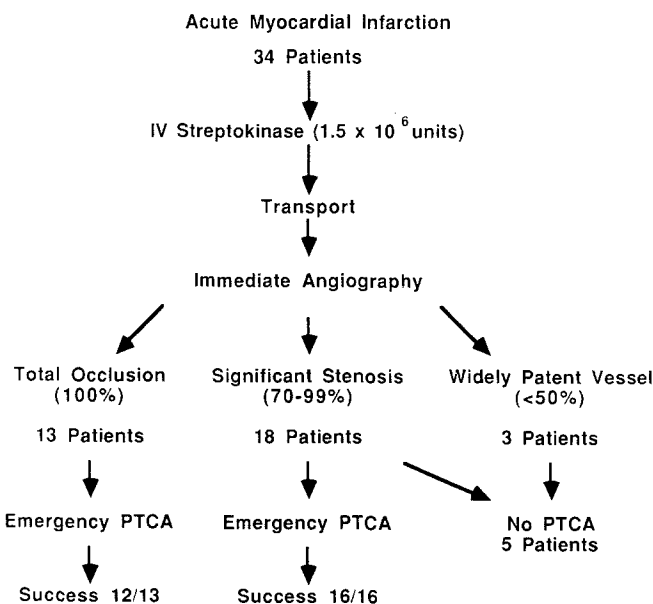 Acute Myocardial Infarction
34 Patients
IV Streptokinase (1.5 x 10⁶ units)
Transport
Immediate Angiography
Total Occlusion
(100%)
13 Patients
Emergency PTCA
Success 12/13
Significant Stenosis
(70-99%)
18 Patients
Emergency PTCA
Success 16/16
Widely Patent Vessel
(<50%)
3 Patients
No PTCA
5 Patients